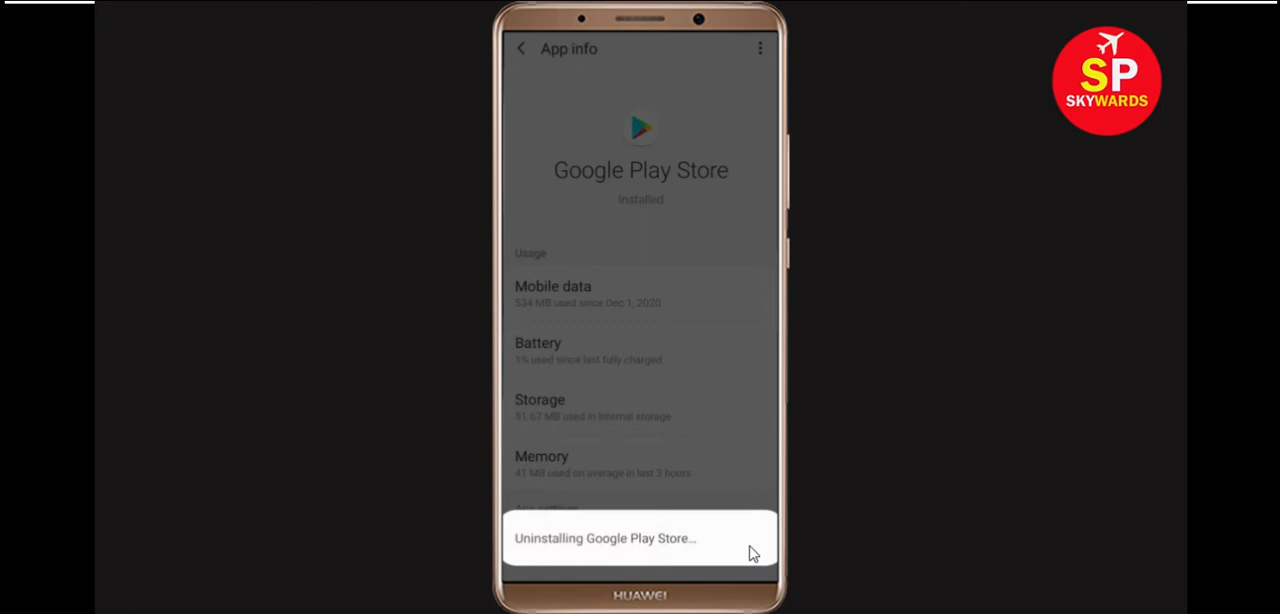 App info
SP
SKYWARDS
Google Play Store
Installed
Usage
Mobile data
534 MB used since Dec 1, 2020
Battery
1% used since last fully charged
Storage
51.67 MB used in Internal storage
Memory
41 MB used on average in last 3 hours
App settings
Uninstalling Google Play Store...
HUAWEI